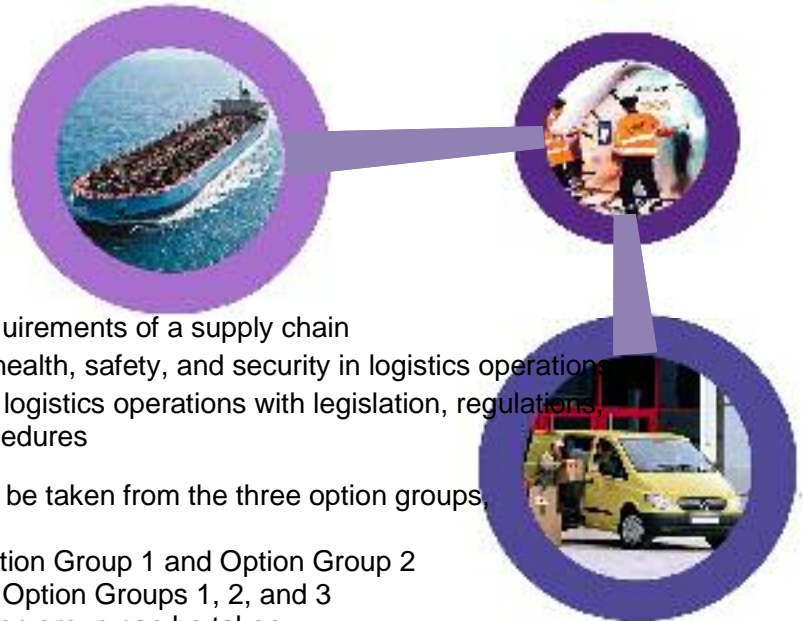 uirements of a supply chain
health, safety, and security in logistics operations
logistics operations with legislation, regulations,
edures
be taken from the three option groups,
tion Group 1 and Option Group 2
Option Groups 1, 2, and 3